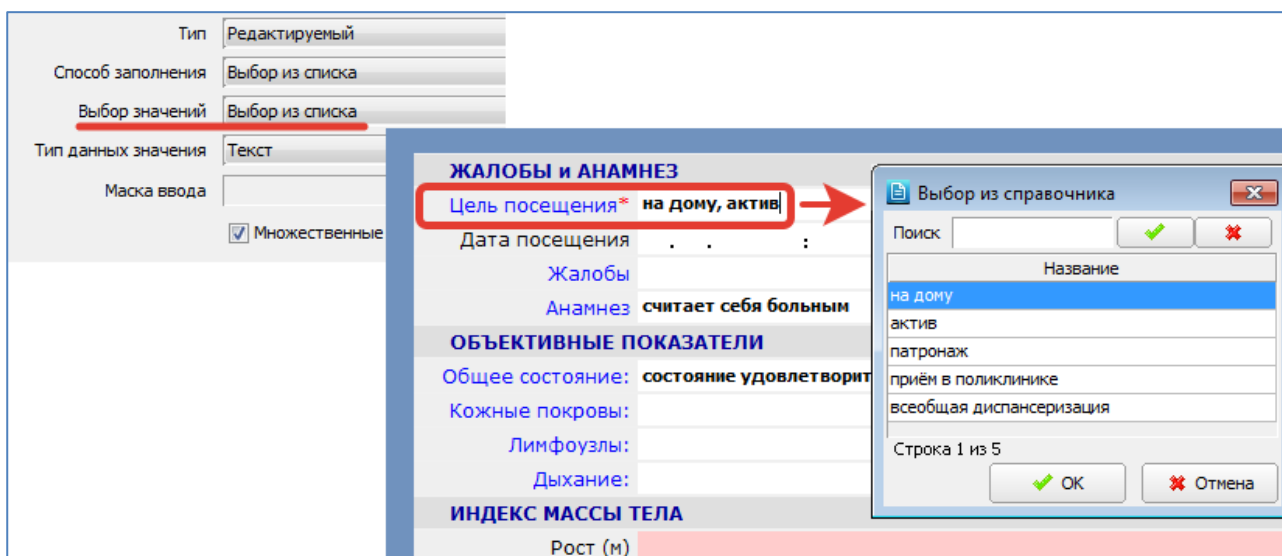 Тип Редактируемый
Способ заполнения Выбор из списка
Выбор значений Выбор из списка
Тип данных значения Текст
Маска ввода
Множественные
ЖАЛОБЫ и АНАМНЕЗ
Цель посещения* на дому, актив
Дата посещения . . :
Жалобы
Анамнез считает себя больным
ОБЪЕКТИВНЫЕ ПОКАЗАТЕЛИ
Общее состояние: состояние удовлетворит
Кожные покровы:
Лимфоузлы:
Дыхание:
ИНДЕКС МАССЫ ТЕЛА
Рост (м)
Выбор из справочника
Поиск
Название
на дому
актив
патронаж
приём в поликлинике
всеобщая диспансеризация
Строка 1 из 5
OK Отмена